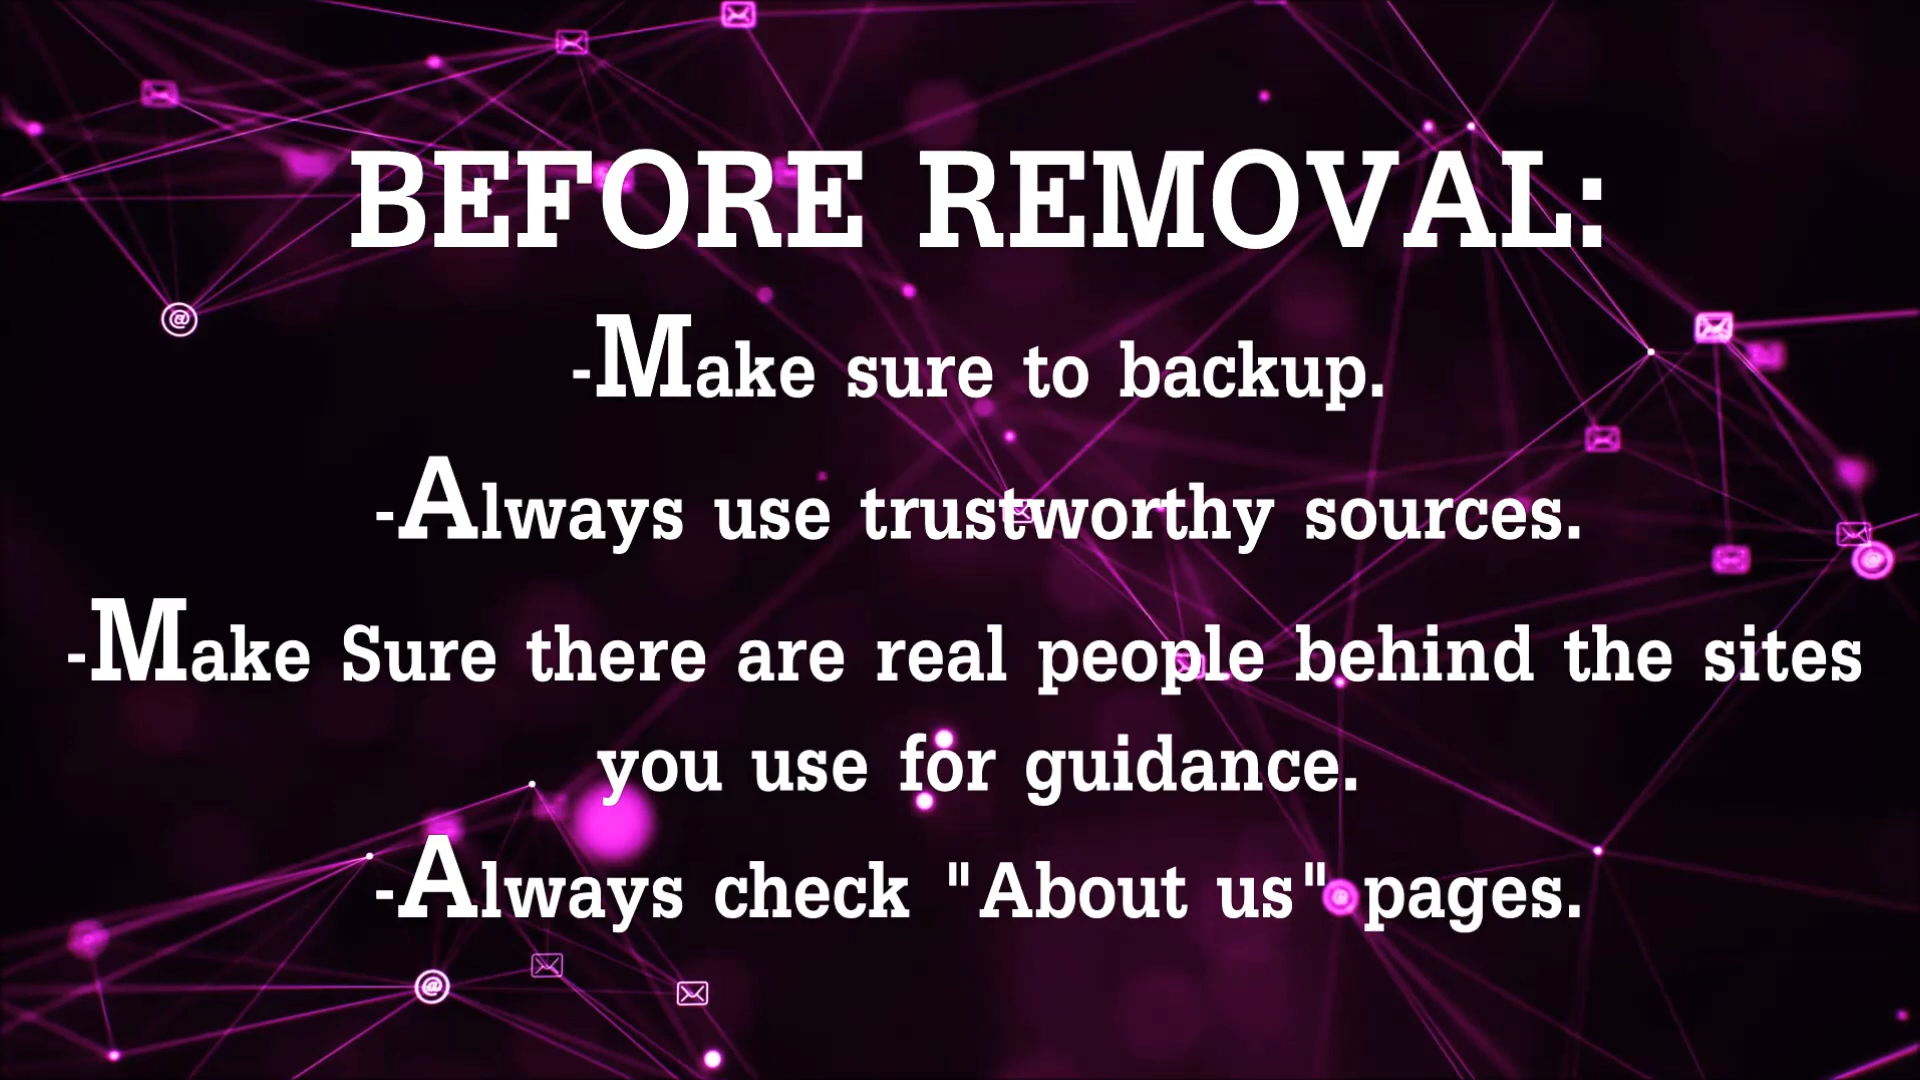 BEFORE REMOVAL:
-Make sure to backup.
-Always use trustworthy sources.
-Make Sure there are real people behind the sites
you use for guidance.
-Always check "About us" pages.